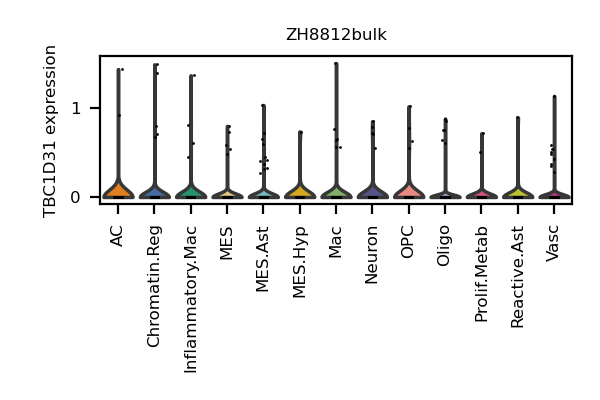 ZH8812bulk
TBC1D31 expression
1
0
AC
Chromatin.Reg
Inflammatory.Mac
MES
MES.Ast
MES.Hyp
Mac
Neuron
OPC
Oligo
Prolif.Metab
Reactive.Ast
Vasc